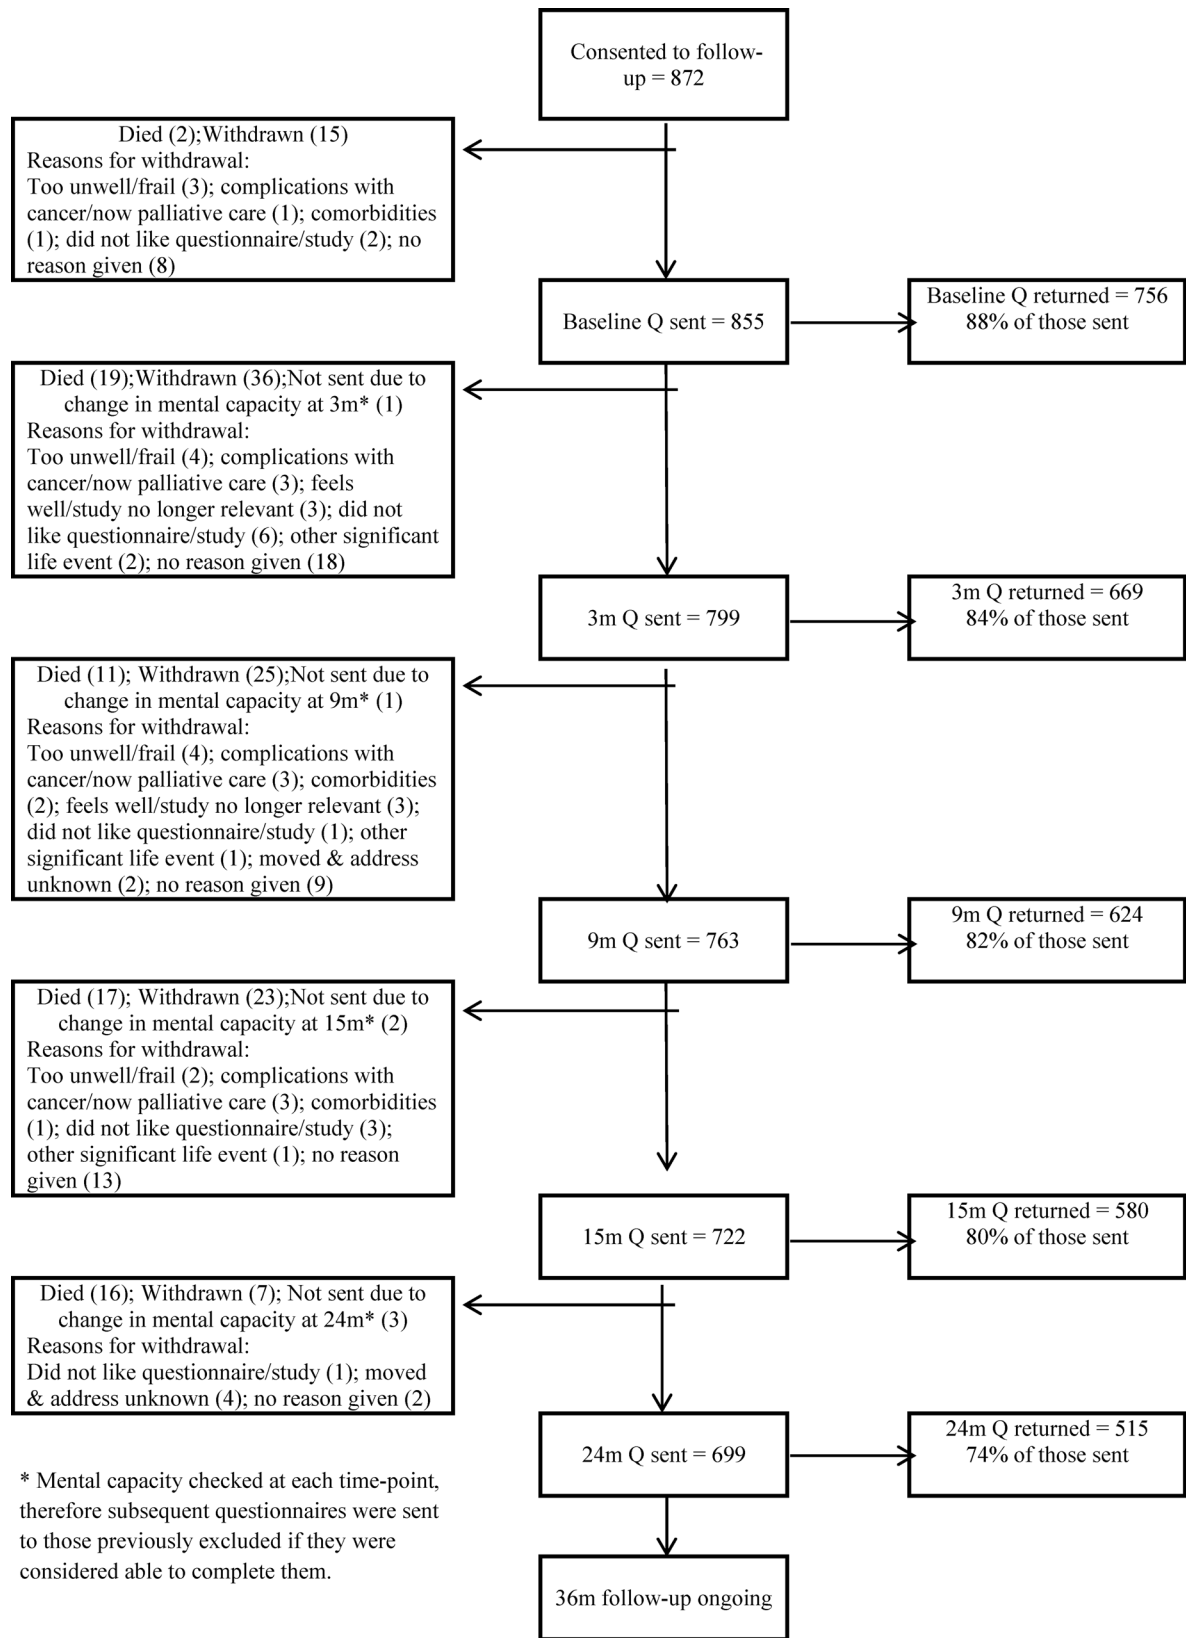 Consented to follow-
up = 872
Died (2);Withdrawn (15)
Reasons for withdrawal:
Too unwell/frail (3); complications with
cancer/now palliative care (1); comorbidities
(1); did not like questionnaire/study (2); no
reason given (8)
Baseline Q sent = 855
Baseline Q returned = 756
88% of those sent
Died (19);Withdrawn (36);Not sent due to
change in mental capacity at 3m* (1)
Reasons for withdrawal:
Too unwell/frail (4); complications with
cancer/now palliative care (3); feels
well/study no longer relevant (3); did not
like questionnaire/study (6); other significant
life event (2); no reason given (18)
3m Q sent = 799
3m Q returned = 669
84% of those sent
Died (11); Withdrawn (25);Not sent due to
change in mental capacity at 9m* (1)
Reasons for withdrawal:
Too unwell/frail (4); complications with
cancer/now palliative care (3); comorbidities
(2); feels well/study no longer relevant (3);
did not like questionnaire/study (1); other
significant life event (1); moved & address
unknown (2); no reason given (9)
9m Q sent = 763
9m Q returned = 624
82% of those sent
Died (17); Withdrawn (23);Not sent due to
change in mental capacity at 15m* (2)
Reasons for withdrawal:
Too unwell/frail (2); complications with
cancer/now palliative care (3); comorbidities
(1); did not like questionnaire/study (3);
other significant life event (1); no reason
given (13)
15m Q sent = 722
15m Q returned = 580
80% of those sent
Died (16); Withdrawn (7); Not sent due to
change in mental capacity at 24m* (3)
Reasons for withdrawal:
Did not like questionnaire/study (1); moved
& address unknown (4); no reason given (2)
24m Q sent = 699
24m Q returned = 515
74% of those sent
* Mental capacity checked at each time-point,
therefore subsequent questionnaires were sent
to those previously excluded if they were
considered able to complete them.
36m follow-up ongoing